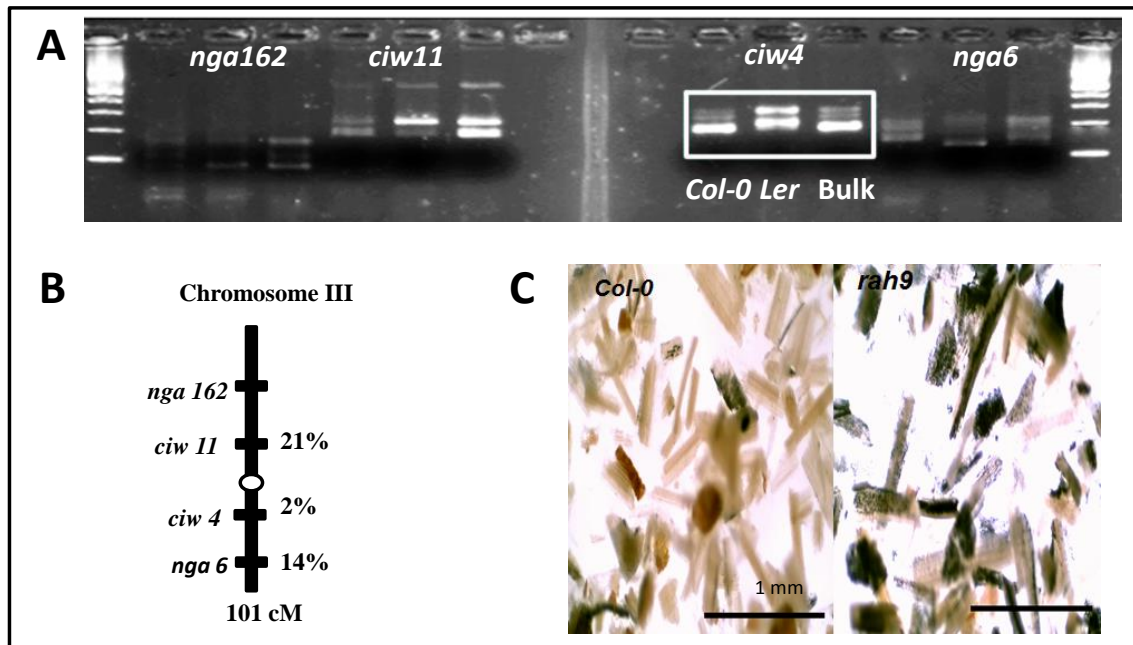 A
nga162 ciw11 ciw4 nga6
Col-0 Ler Bulk
B
Chromosome III
nga 162
ciw 11 21%
ciw 4 2%
nga 6 14%
101 cM
C
Col-0 rah9
1 mm